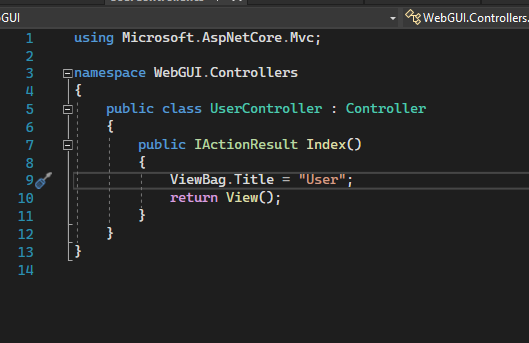 GUI
WebGUI.Controllers.
1 using Microsoft.AspNetCore.Mvc;
2
3 namespace WebGUI.Controllers
4 {
5 public class UserController : Controller
6 {
7 public IActionResult Index()
8 {
9 ViewBag.Title = "User";
10 return View();
11 }
12 }
13 }
14